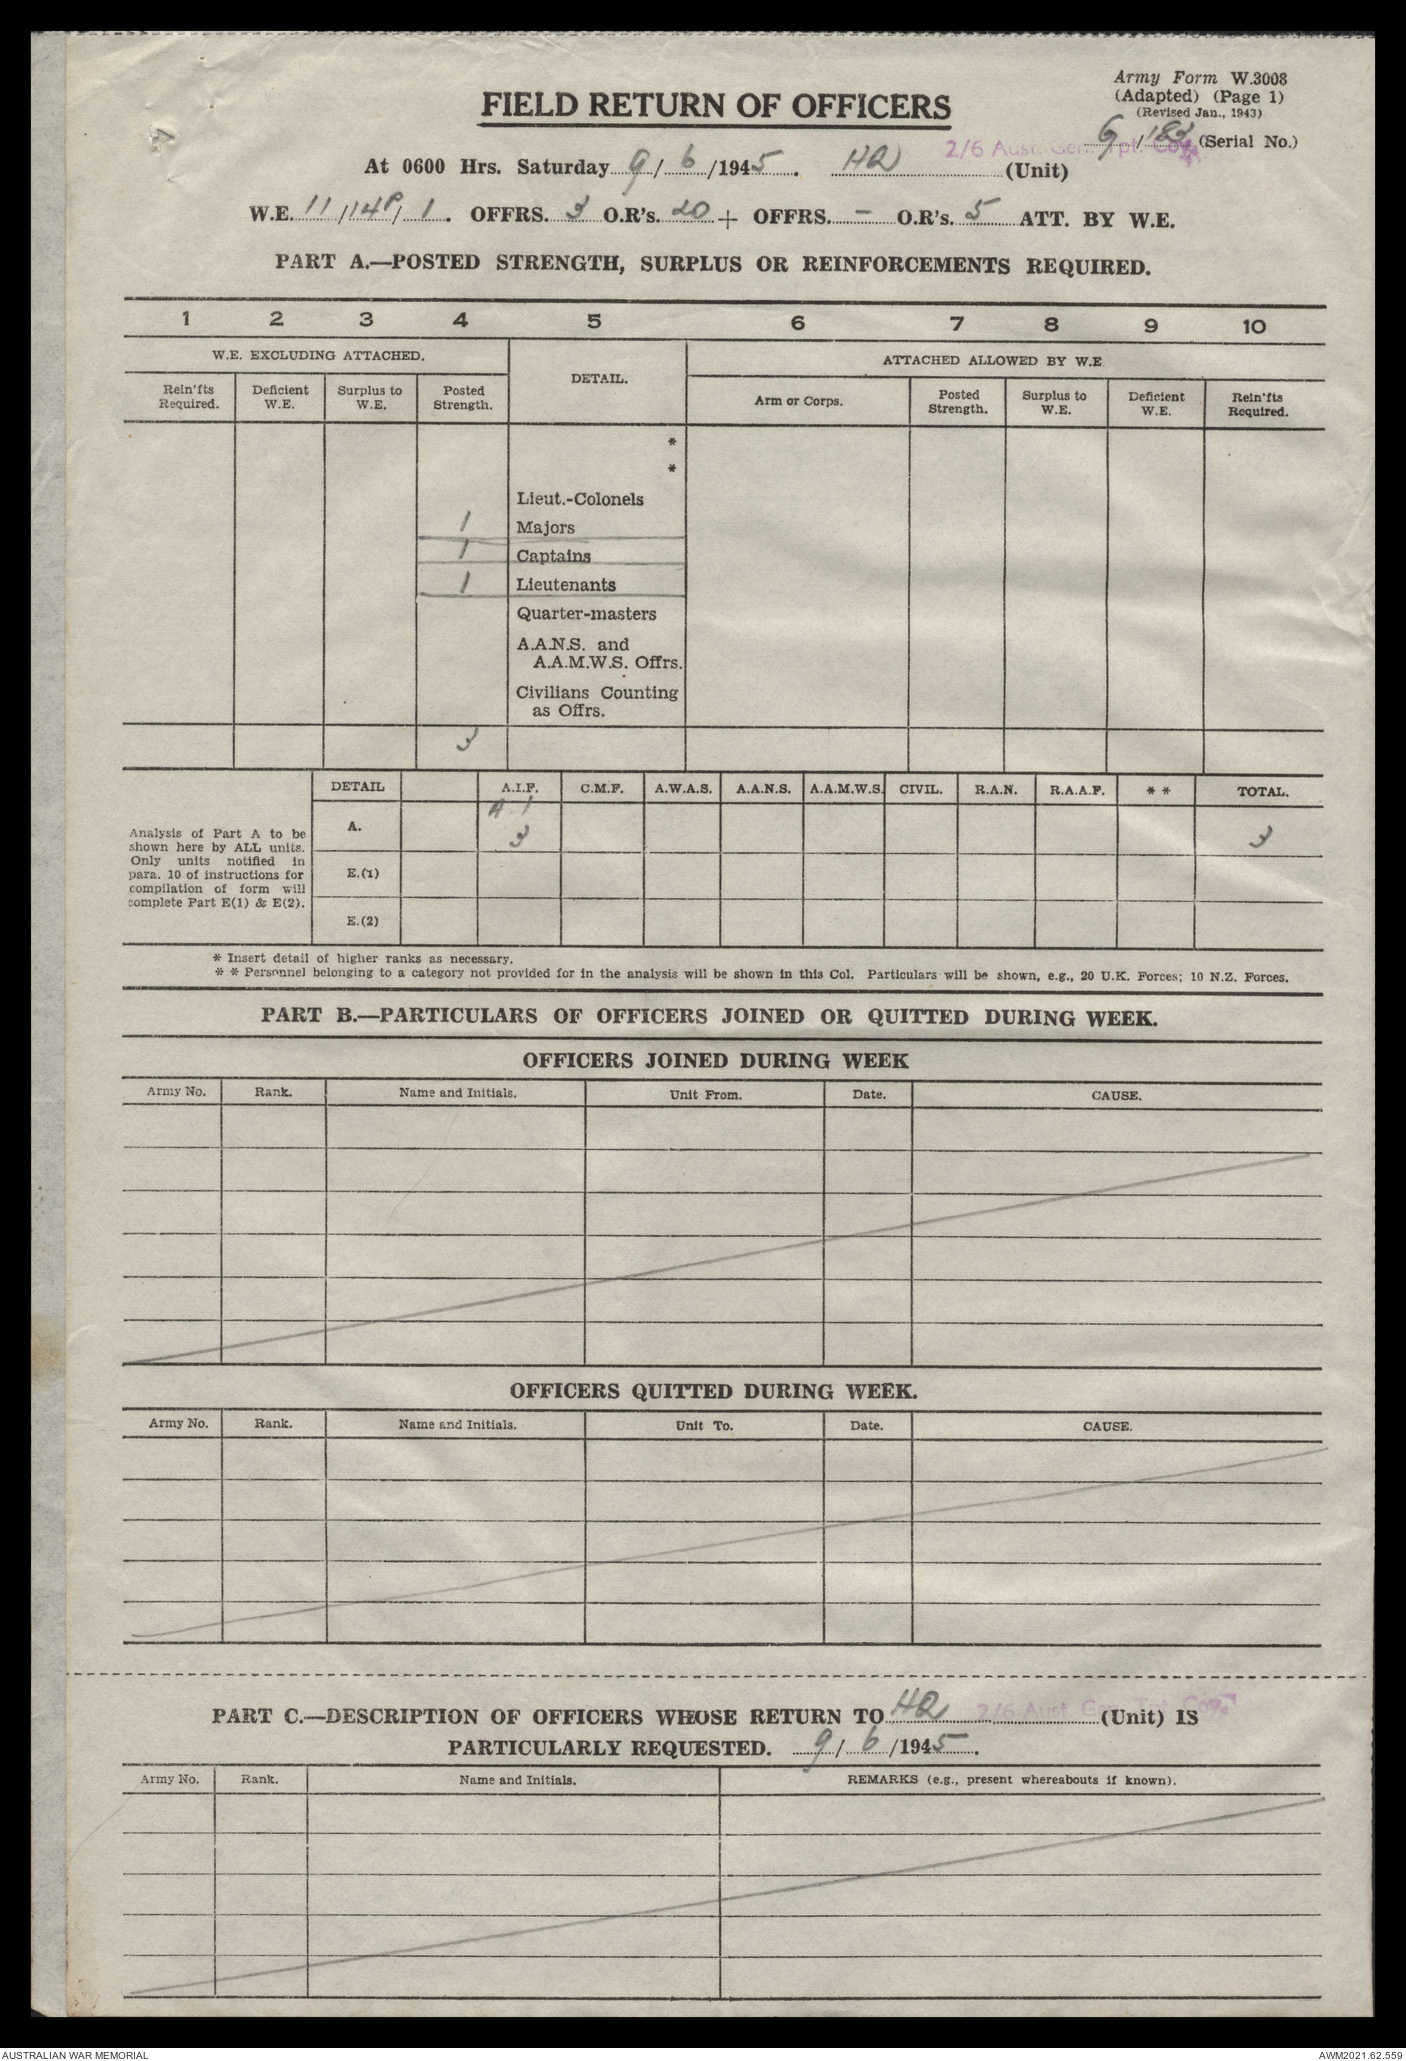 Army Form W.3008
(Adapted) (Page 1)
(Revised Jan., 1943)
FIELD RETURN OF OFFICERS
2/6 Aust. Gen. Tpt. Coy. G/182 (Serial No.)
At 0600 Hrs. Saturday 9/6/1945. HQ (Unit)
W.E. 11/14P/1. OFFRS. 3 O.R's. 20 + OFFRS. – O.R's. 5 ATT. BY W.E.
PART A.—POSTED STRENGTH, SURPLUS OR REINFORCEMENTS REQUIRED.
1 2 3 4 5 6 7 8 9 10
W.E. EXCLUDING ATTACHED. DETAIL. ATTACHED ALLOWED BY W.E.
Rein'fts Required. Deficient W.E. Surplus to W.E. Posted Strength. Arm or Corps. Posted Strength. Surplus to W.E. Deficient W.E. Rein'fts Required.
*
*
Lieut.-Colonels
1 Majors
1 Captains
1 Lieutenants
Quarter-masters
A.A.N.S. and
A.A.M.W.S. Offrs.
Civilians Counting
as Offrs.
3
DETAIL A.I.F. C.M.F. A.W.A.S. A.A.N.S. A.A.M.W.S. CIVIL. R.A.N. R.A.A.F. * * TOTAL.
Analysis of Part A to be
shown here by ALL units.
Only units notified in
para. 10 of instructions for
compilation of form will
complete Part E(1) & E(2).
A. A.1 3 3
E.(1)
E.(2)
* Insert detail of higher ranks as necessary.
* * Personnel belonging to a category not provided for in the analysis will be shown in this Col. Particulars will be shown, e.g., 20 U.K. Forces; 10 N.Z. Forces.
PART B.—PARTICULARS OF OFFICERS JOINED OR QUITTED DURING WEEK.
OFFICERS JOINED DURING WEEK
Army No. Rank. Name and Initials. Unit From. Date. CAUSE.
OFFICERS QUITTED DURING WEEK.
Army No. Rank. Name and Initials. Unit To. Date. CAUSE.
PART C.—DESCRIPTION OF OFFICERS WHOSE RETURN TO HQ 2/6 Aust. Gen. Tpt. Coy. (Unit) IS
PARTICULARLY REQUESTED. 9/6/1945.
Army No. Rank. Name and Initials. REMARKS (e.g., present whereabouts if known).
AUSTRALIAN WAR MEMORIAL AWM2021.62.559